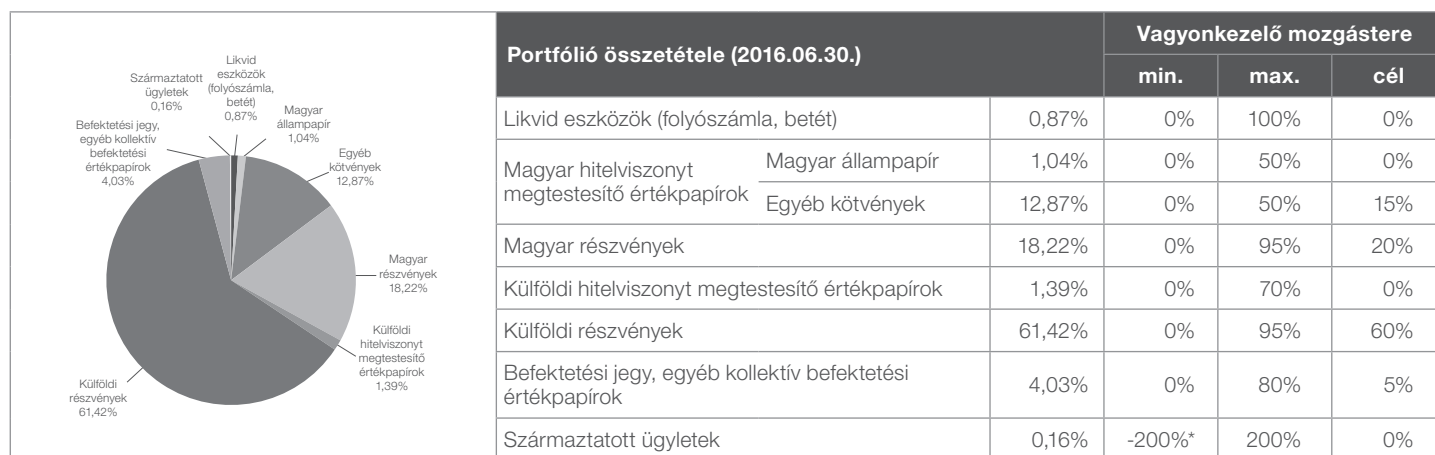 Likvid
eszközök
(folyószámla,
betét)
0,87%
Származtatott
ügyletek
0,16%
Magyar
állampapír
1,04%
Befektetési jegy,
egyéb kollektív
befektetési
értékpapírok
4,03%
Egyéb
kötvények
12,87%
Magyar
részvények
18,22%
Külföldi
hitelviszonyt
megtestesítő
értékpapírok
1,39%
Külföldi
részvények
61,42%
Portfólió összetétele (2016.06.30.) Vagyonkezelő mozgástere
min. max. cél
Likvid eszközök (folyószámla, betét) 0,87% 0% 100% 0%
Magyar hitelviszonyt
megtestesítő értékpapírok
Magyar állampapír 1,04% 0% 50% 0%
Egyéb kötvények 12,87% 0% 50% 15%
Magyar részvények 18,22% 0% 95% 20%
Külföldi hitelviszonyt megtestesítő értékpapírok 1,39% 0% 70% 0%
Külföldi részvények 61,42% 0% 95% 60%
Befektetési jegy, egyéb kollektív befektetési
értékpapírok 4,03% 0% 80% 5%
Származtatott ügyletek 0,16% -200%* 200% 0%